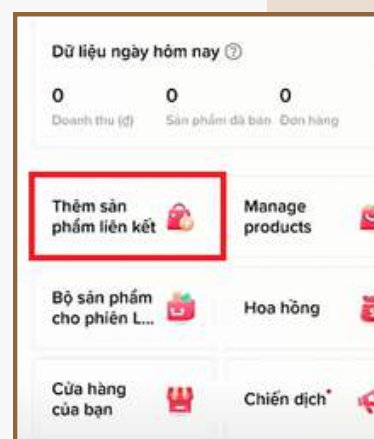 Dữ liệu ngày hôm nay
0 0 0
Doanh thu (₫) Sản phẩm đã bán Đơn hàng
Thêm sản
phẩm liên kết
Manage
products
Bộ sản phẩm
cho phiên L...
Hoa hồng
Cửa hàng
của bạn
Chiến dịch